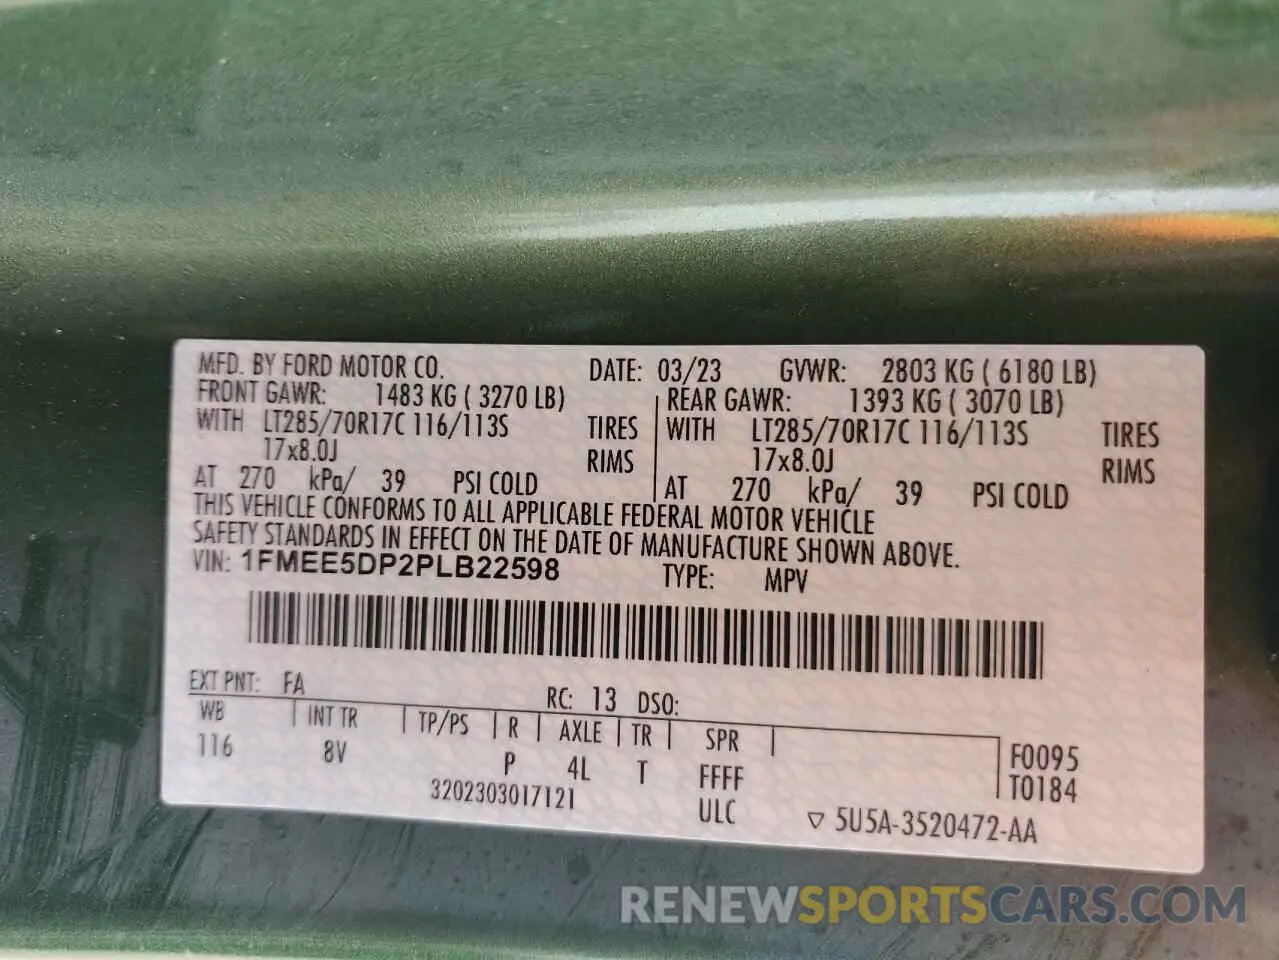 MFD. BY FORD MOTOR CO. DATE: 03/23 GVWR: 2803 KG ( 6180 LB)
FRONT GAWR: 1483 KG ( 3270 LB) REAR GAWR: 1393 KG ( 3070 LB)
WITH LT285/70R17C 116/113S TIRES WITH LT285/70R17C 116/113S TIRES
17x8.0J RIMS 17x8.0J RIMS
AT 270 kPa/ 39 PSI COLD AT 270 kPa/ 39 PSI COLD
THIS VEHICLE CONFORMS TO ALL APPLICABLE FEDERAL MOTOR VEHICLE
SAFETY STANDARDS IN EFFECT ON THE DATE OF MANUFACTURE SHOWN ABOVE.
VIN: 1FMEE5DP2PLB22598 TYPE: MPV
EXT PNT: FA RC: 13 DSO:
WB INT TR TP/PS R AXLE TR SPR
116 8V P 4L T FFFF F0095
3202303017121 ULC T0184
▽ 5U5A-3520472-AA
RENEWSPORTSCARS.COM